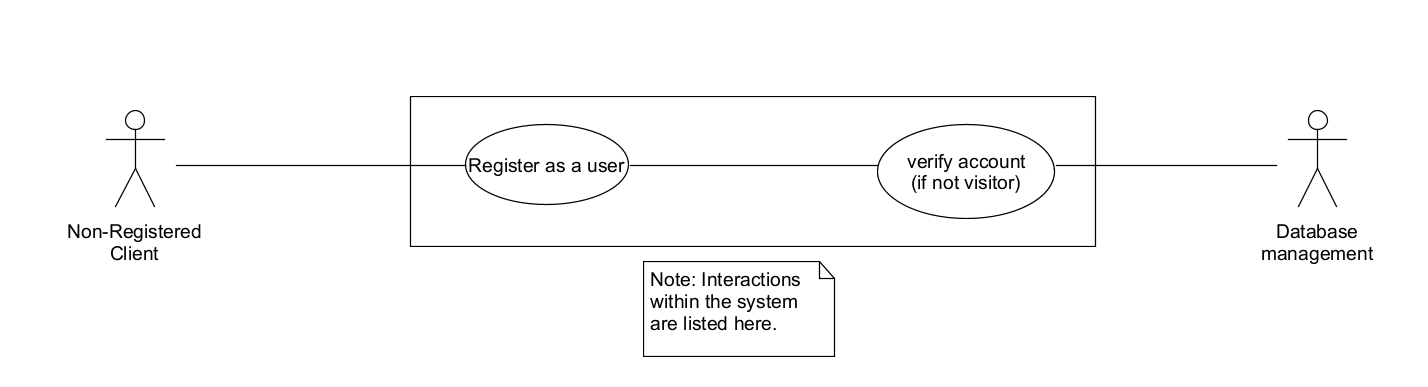 Register as a user
verify account
(if not visitor)
Non-Registered
Client
Database
management
Note: Interactions
within the system
are listed here.